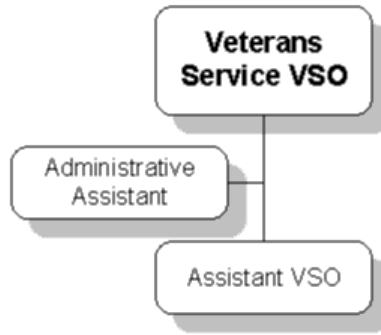 Veterans
Service VSO
Administrative
Assistant
Assistant VSO